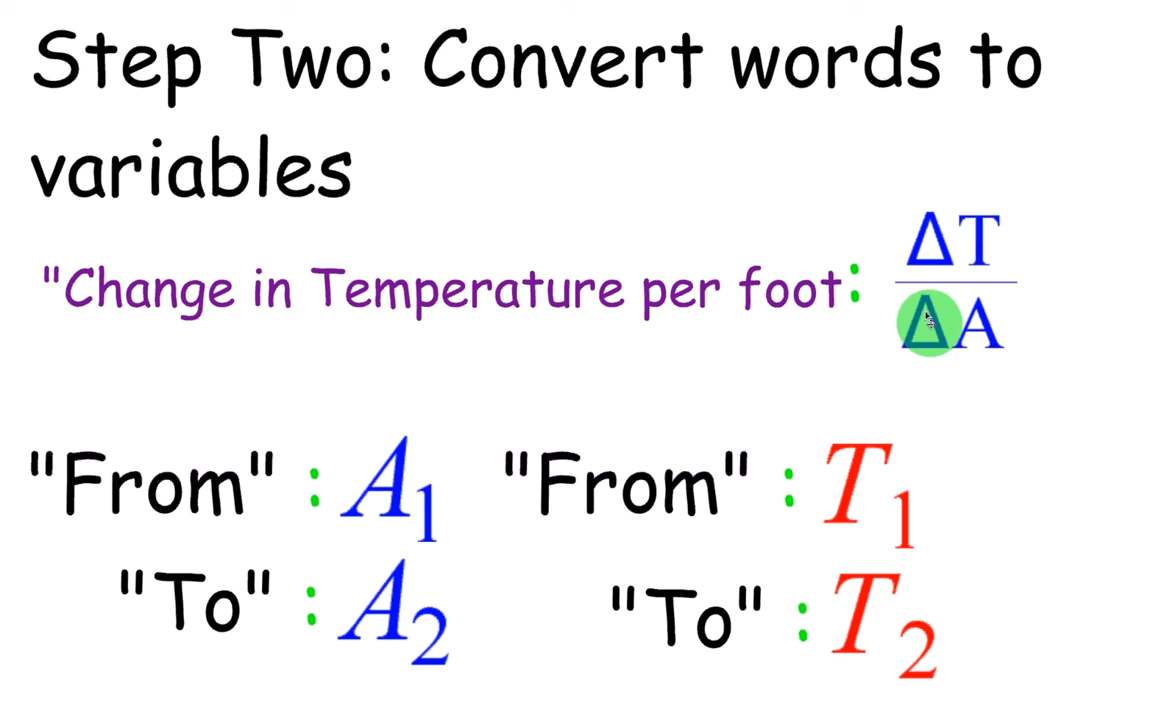 Step Two: Convert words to
variables
"Change in Temperature per foot: ΔT/ΔA
"From" : A₁ "From" : T₁
"To" : A₂ "To" : T₂